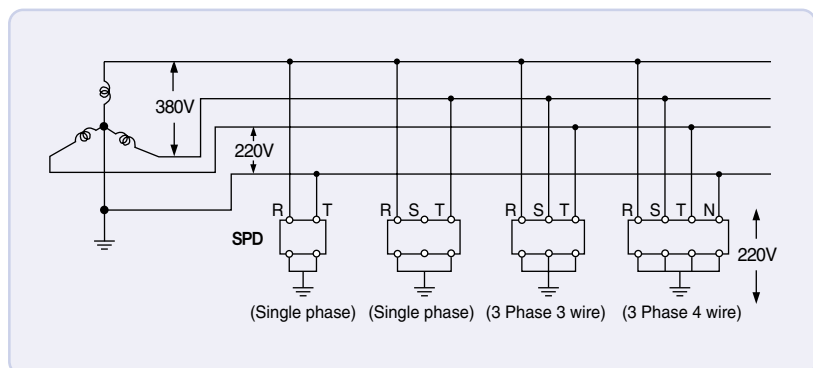 380V
220V
R T R S T R S T R S T N
SPD
220V
(Single phase) (Single phase) (3 Phase 3 wire) (3 Phase 4 wire)